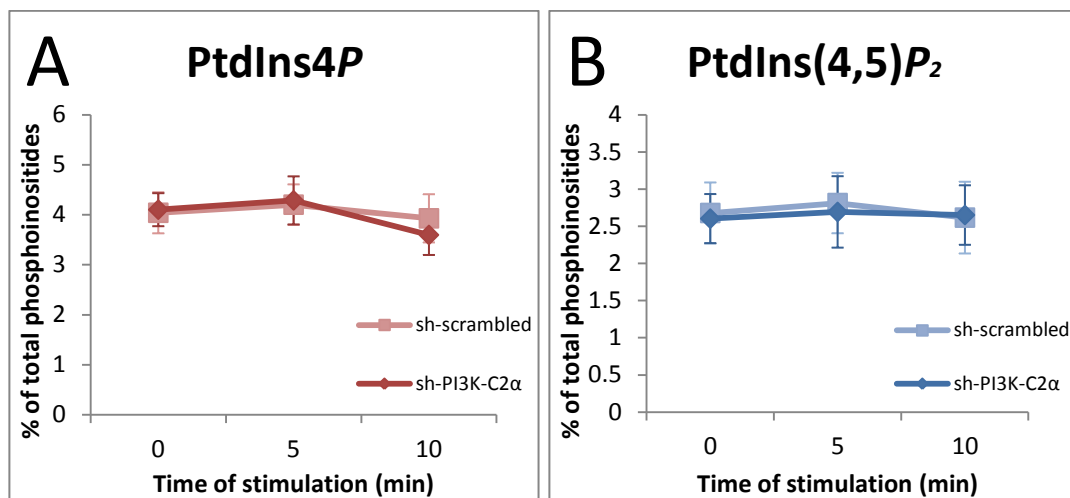 A
PtdIns4P
% of total phosphoinositides
6
5
4
3
2
1
0
sh-scrambled
sh-PI3K-C2α
0 5 10
Time of stimulation (min)
B
PtdIns(4,5)P₂
% of total phosphoinositides
4
3.5
3
2.5
2
1.5
1
0.5
0
sh-scrambled
sh-PI3K-C2α
0 5 10
Time of stimulation (min)